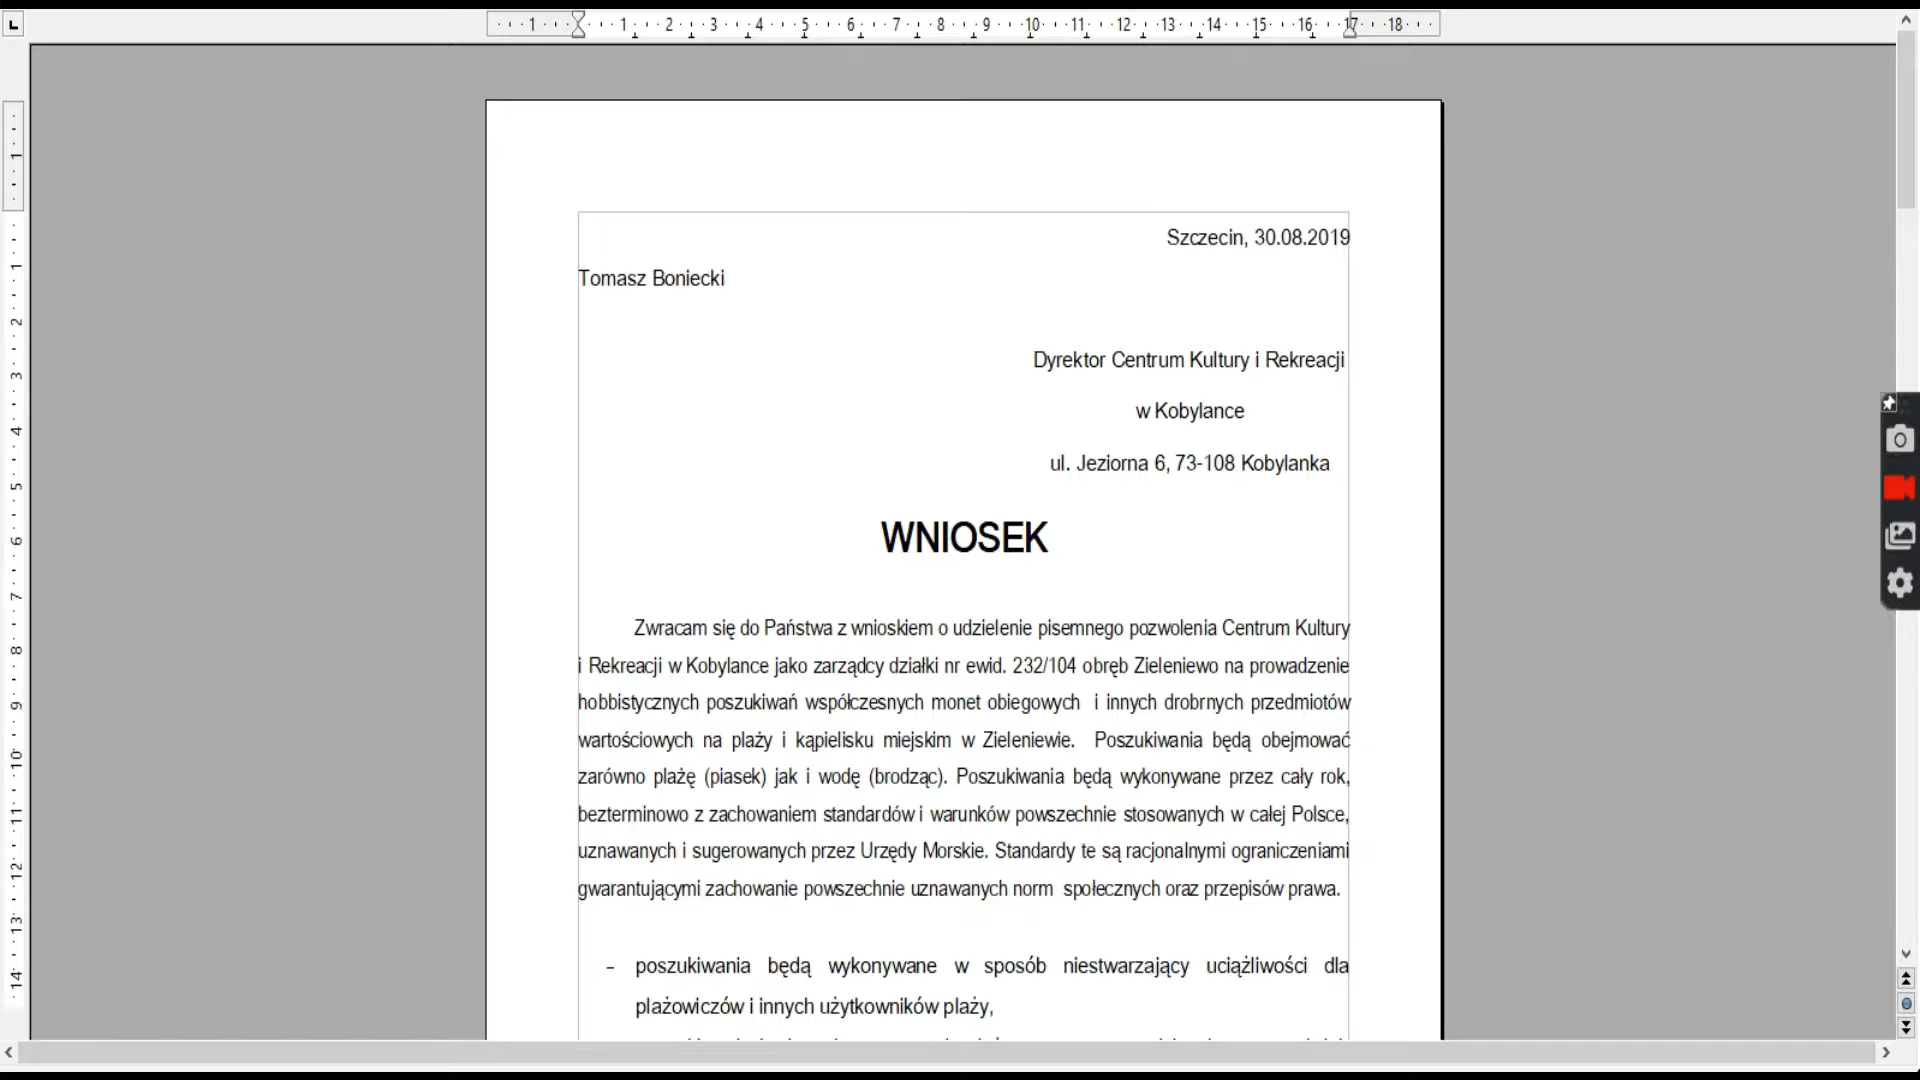 Szczecin, 30.08.2019
Tomasz Boniecki
Dyrektor Centrum Kultury i Rekreacji
w Kobylance
ul. Jeziorna 6, 73-108 Kobylanka
WNIOSEK
Zwracam się do Państwa z wnioskiem o udzielenie pisemnego pozwolenia Centrum Kultury
i Rekreacji w Kobylance jako zarządcy działki nr ewid. 232/104 obręb Zieleniewo na prowadzenie
hobbistycznych poszukiwań współczesnych monet obiegowych i innych drobrnych przedmiotów
wartościowych na plaży i kąpielisku miejskim w Zieleniewie. Poszukiwania będą obejmować
zarówno plażę (piasek) jak i wodę (brodząc). Poszukiwania będą wykonywane przez cały rok,
bezterminowo z zachowaniem standardów i warunków powszechnie stosowanych w całej Polsce,
uznawanych i sugerowanych przez Urzędy Morskie. Standardy te są racjonalnymi ograniczeniami
gwarantującymi zachowanie powszechnie uznawanych norm społecznych oraz przepisów prawa.
- poszukiwania będą wykonywane w sposób niestwarzający uciążliwości dla
plażowiczów i innych użytkowników plaży,